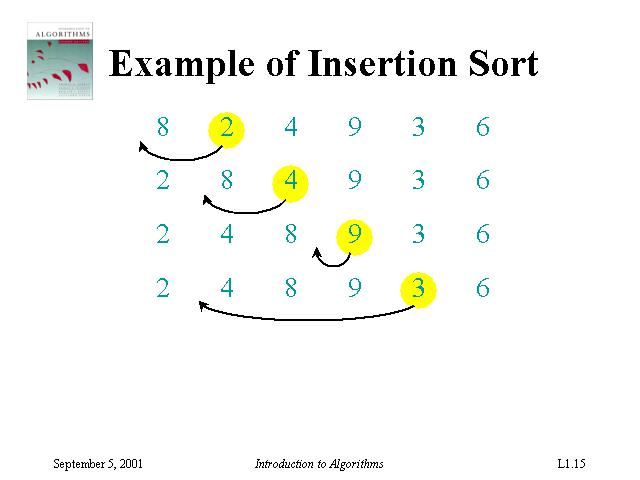 ALGORITHMS
Example of Insertion Sort
8 2 4 9 3 6
2 8 4 9 3 6
2 4 8 9 3 6
2 4 8 9 3 6
September 5, 2001
Introduction to Algorithms
L1.15